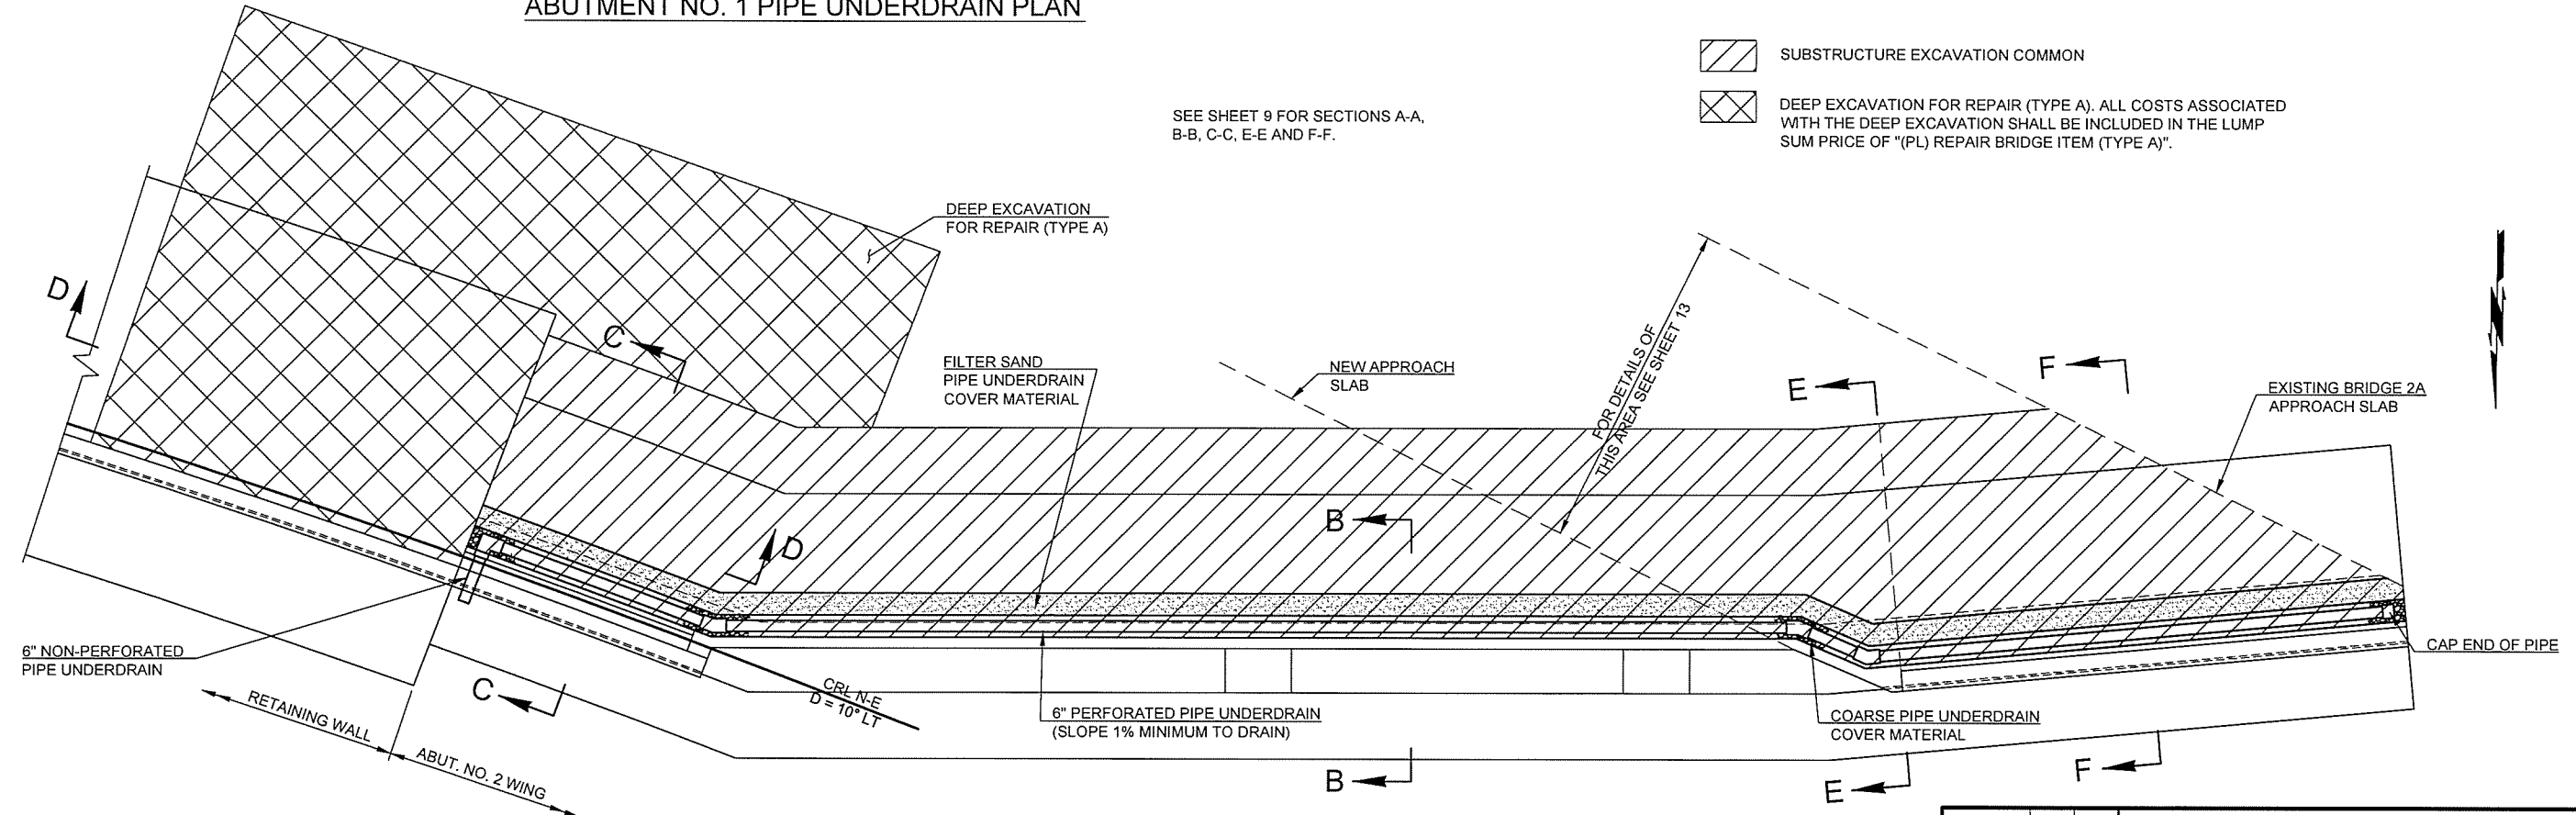 ABUTMENT NO. 1 PIPE UNDERDRAIN PLAN
SUBSTRUCTURE EXCAVATION COMMON
DEEP EXCAVATION FOR REPAIR (TYPE A). ALL COSTS ASSOCIATED
WITH THE DEEP EXCAVATION SHALL BE INCLUDED IN THE LUMP
SUM PRICE OF "(PL) REPAIR BRIDGE ITEM (TYPE A)".
SEE SHEET 9 FOR SECTIONS A-A,
B-B, C-C, E-E AND F-F.
DEEP EXCAVATION
FOR REPAIR (TYPE A)
D
C
FILTER SAND
PIPE UNDERDRAIN
COVER MATERIAL
NEW APPROACH
SLAB
FOR DETAILS OF
THIS AREA SEE SHEET 13
E
F
EXISTING BRIDGE 2A
APPROACH SLAB
B
D
6" NON-PERFORATED
PIPE UNDERDRAIN
RETAINING WALL
ABUT. NO. 2 WING
C
CRL N-E
D = 10° LT
6" PERFORATED PIPE UNDERDRAIN
(SLOPE 1% MINIMUM TO DRAIN)
B
COARSE PIPE UNDERDRAIN
COVER MATERIAL
CAP END OF PIPE
E
F